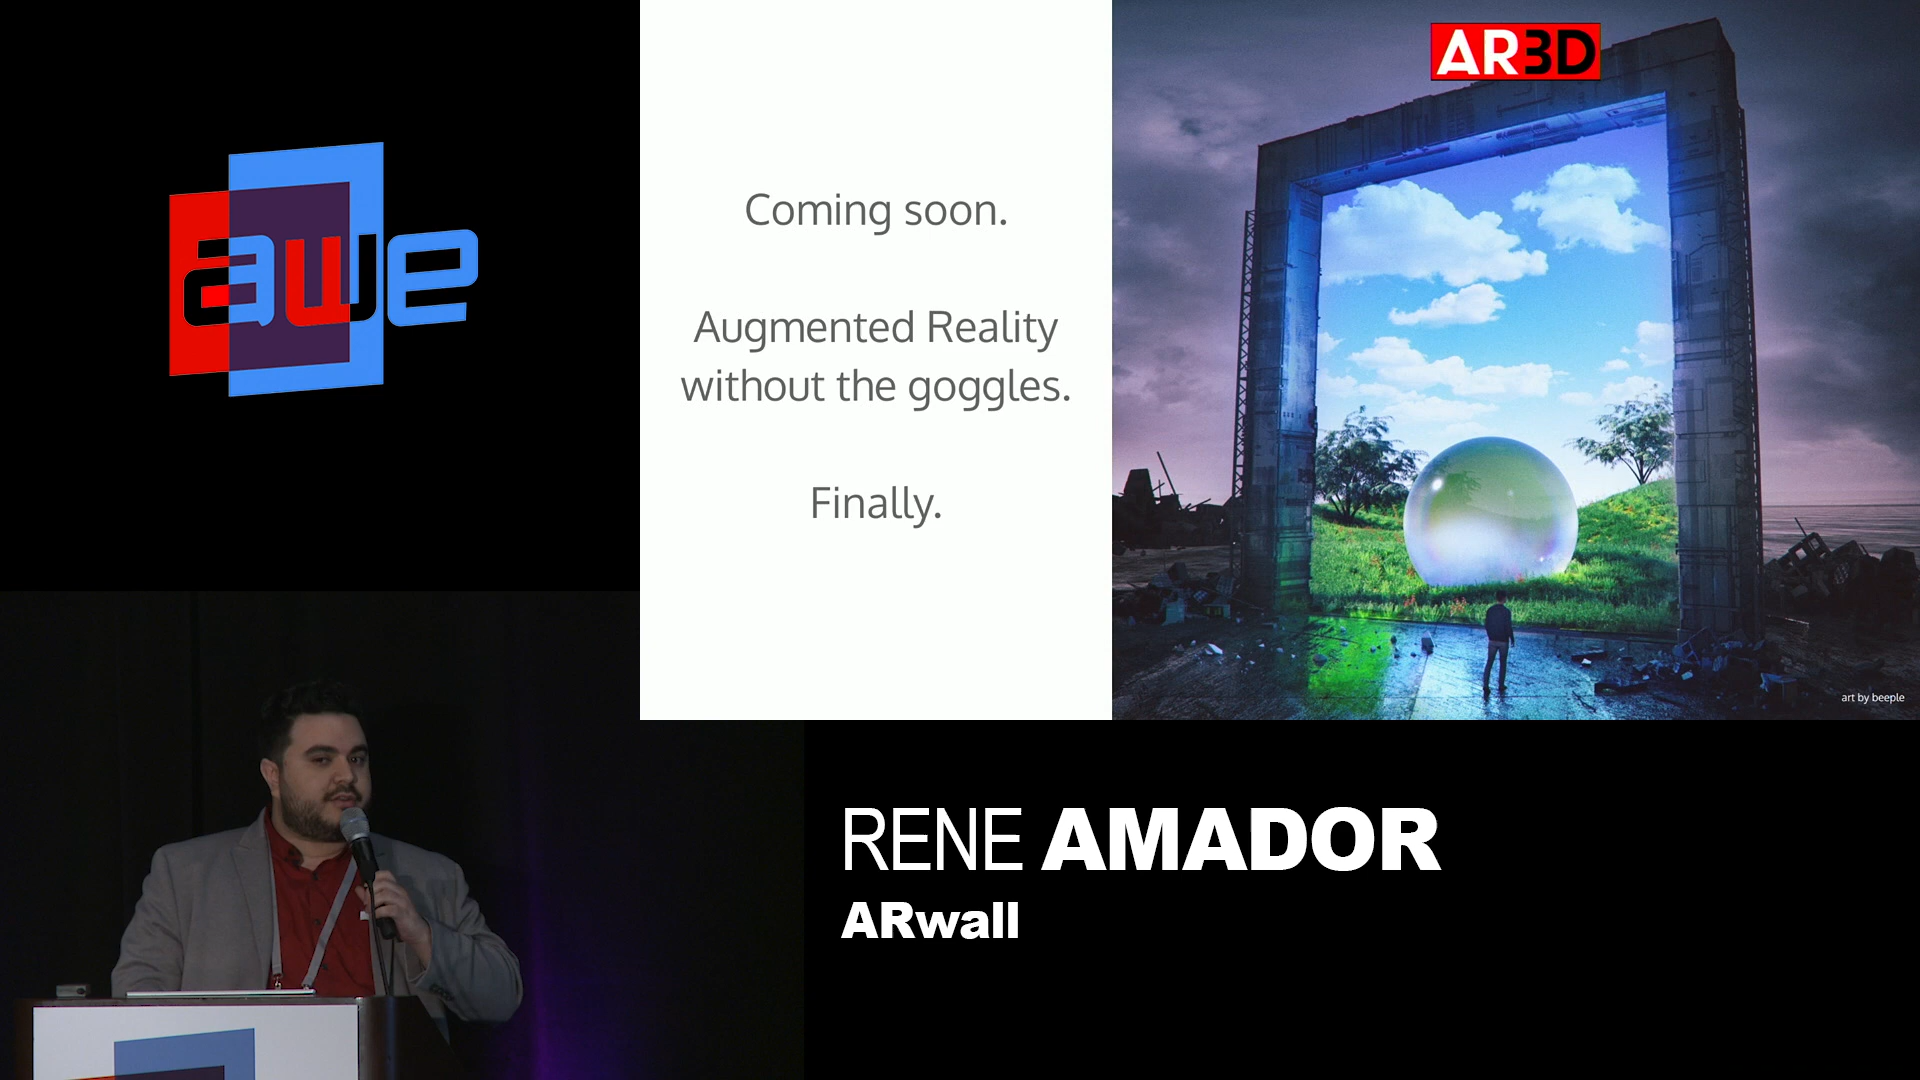 awe
Coming soon.
Augmented Reality
without the goggles.
Finally.
AR3D
art by beeple
RENE AMADOR
ARwall